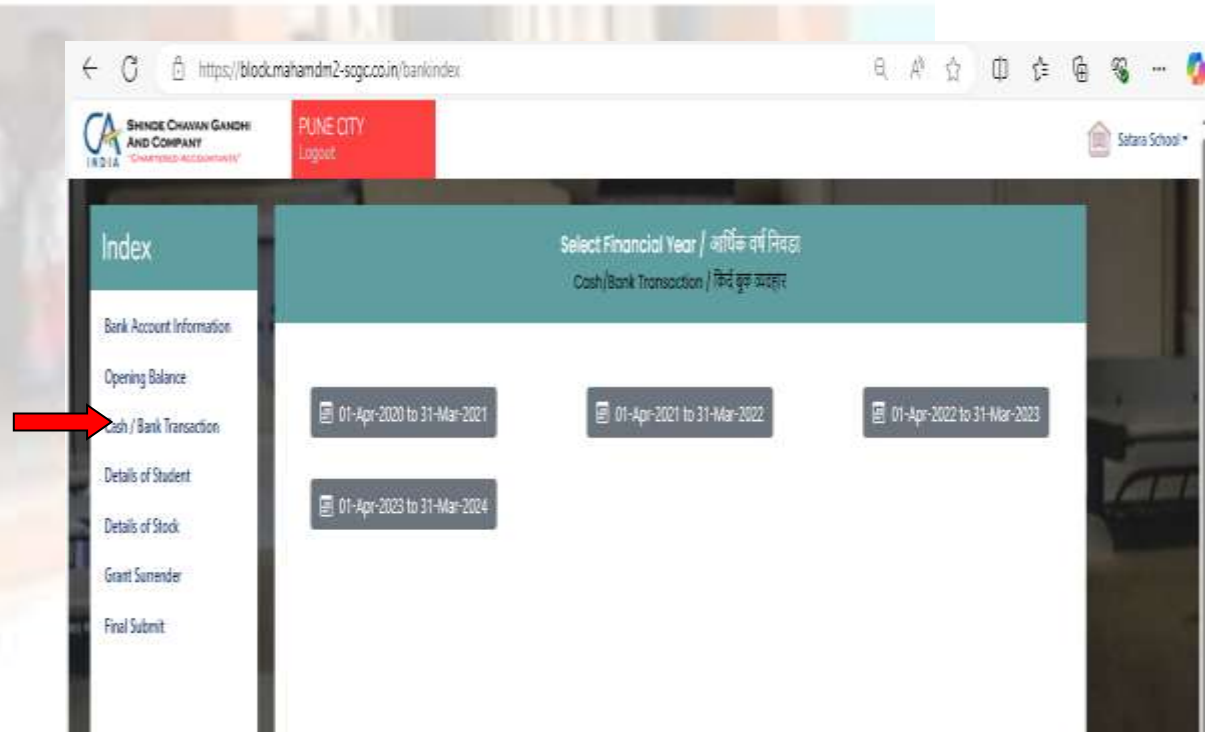 https://block.mahamdm2-scgc.co.in/bankindex
SHINDE CHAVAN GANDHI
AND COMPANY
"CHARTERED ACCOUNTANTS"
INDIA
PUNE CITY
Logout
Satara School
Index
Select Financial Year / आर्थिक वर्ष निवडा
Cash/Bank Transaction / किर्द बुक व्यवहार
Bank Account Information
Opening Balance
Cash / Bank Transaction
Details of Student
Details of Stock
Grant Surrender
Final Submit
01-Apr-2020 to 31-Mar-2021
01-Apr-2021 to 31-Mar-2022
01-Apr-2022 to 31-Mar-2023
01-Apr-2023 to 31-Mar-2024